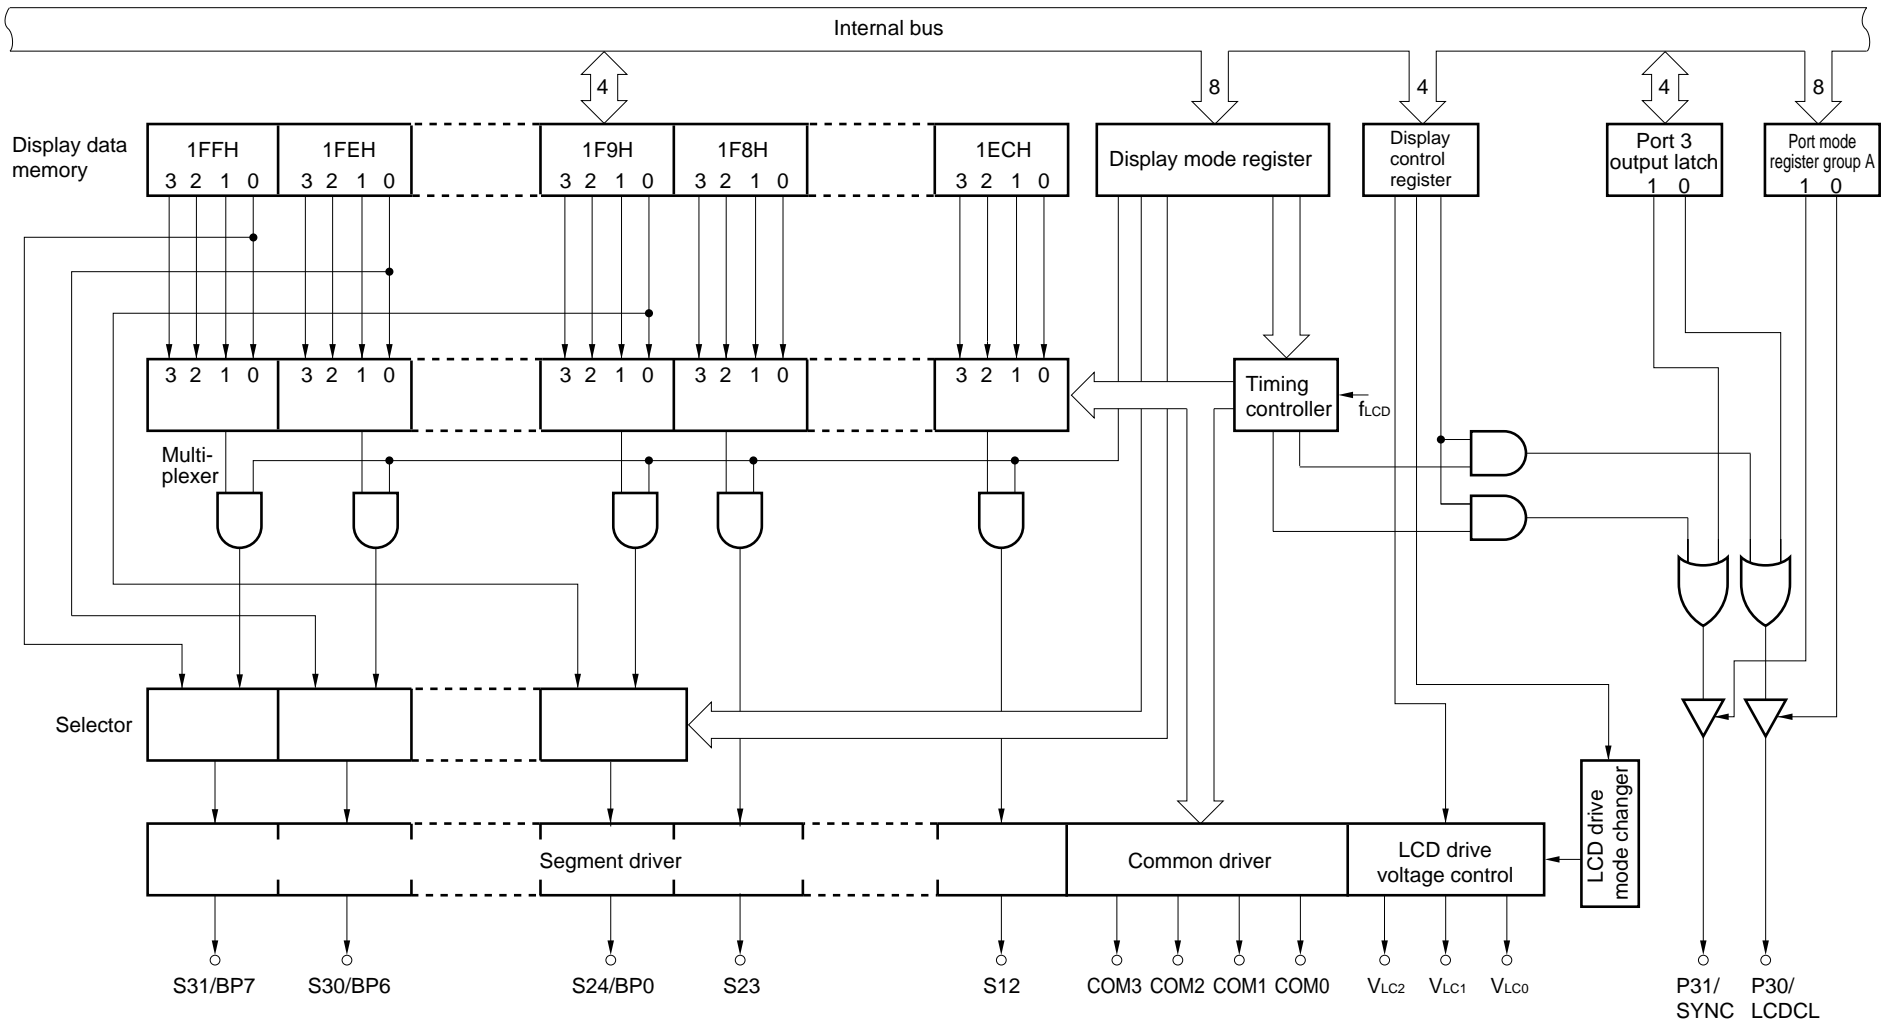 Internal bus
4
8
4
4
8
Display data
memory
1FFH
3 2 1 0
1FEH
3 2 1 0
1F9H
3 2 1 0
1F8H
3 2 1 0
1ECH
3 2 1 0
Display mode register
Display
control
register
Port 3
output latch
1 0
Port mode
register group A
1 0
3 2 1 0
3 2 1 0
3 2 1 0
3 2 1 0
3 2 1 0
Timing
controller
fLCD
Multi-
plexer
Selector
Segment driver
Common driver
LCD drive
voltage control
LCD drive
mode changer
S31/BP7
S30/BP6
S24/BP0
S23
S12
COM3
COM2
COM1
COM0
VLC2
VLC1
VLC0
P31/
SYNC
P30/
LCDCL